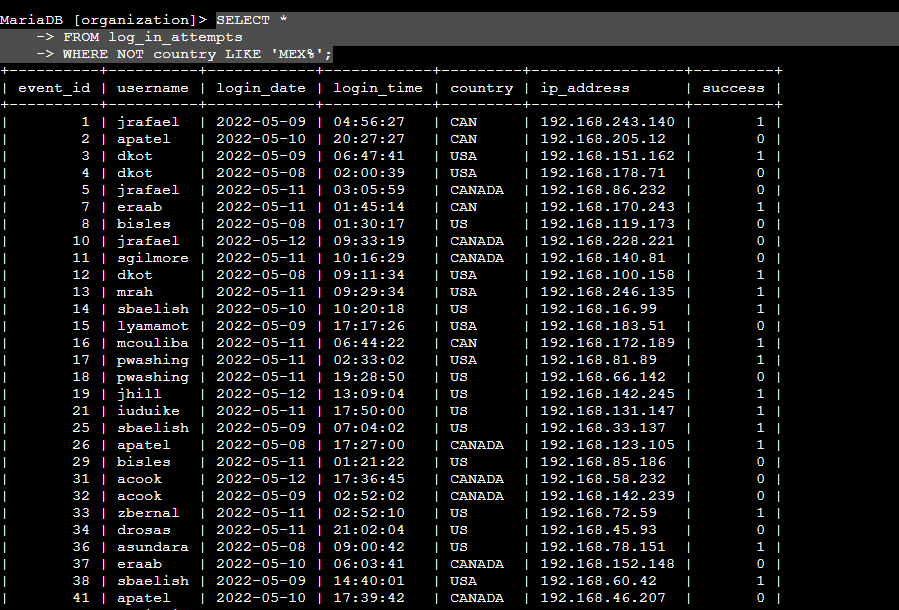 MariaDB [organization]> SELECT *
    -> FROM log_in_attempts
    -> WHERE NOT country LIKE 'MEX%';
+----------+----------+------------+------------+---------+-----------------+---------+
| event_id | username | login_date | login_time | country | ip_address      | success |
+----------+----------+------------+------------+---------+-----------------+---------+
|        1 | jrafael  | 2022-05-09 | 04:56:27   | CAN     | 192.168.243.140 |       1 |
|        2 | apatel   | 2022-05-10 | 20:27:27   | CAN     | 192.168.205.12  |       0 |
|        3 | dkot     | 2022-05-09 | 06:47:41   | USA     | 192.168.151.162 |       1 |
|        4 | dkot     | 2022-05-08 | 02:00:39   | USA     | 192.168.178.71  |       0 |
|        5 | jrafael  | 2022-05-11 | 03:05:59   | CANADA  | 192.168.86.232  |       0 |
|        7 | eraab    | 2022-05-11 | 01:45:14   | CAN     | 192.168.170.243 |       1 |
|        8 | bisles   | 2022-05-08 | 01:30:17   | US      | 192.168.119.173 |       0 |
|       10 | jrafael  | 2022-05-12 | 09:33:19   | CANADA  | 192.168.228.221 |       0 |
|       11 | sgilmore | 2022-05-11 | 10:16:29   | CANADA  | 192.168.140.81  |       0 |
|       12 | dkot     | 2022-05-08 | 09:11:34   | USA     | 192.168.100.158 |       1 |
|       13 | mrah     | 2022-05-11 | 09:29:34   | USA     | 192.168.246.135 |       1 |
|       14 | sbaelish | 2022-05-10 | 10:20:18   | US      | 192.168.16.99   |       1 |
|       15 | lyamamot | 2022-05-09 | 17:17:26   | USA     | 192.168.183.51  |       0 |
|       16 | mcouliba | 2022-05-11 | 06:44:22   | CAN     | 192.168.172.189 |       1 |
|       17 | pwashing | 2022-05-11 | 02:33:02   | USA     | 192.168.81.89   |       1 |
|       18 | pwashing | 2022-05-11 | 19:28:50   | US      | 192.168.66.142  |       0 |
|       19 | jhill    | 2022-05-12 | 13:09:04   | US      | 192.168.142.245 |       1 |
|       21 | iuduike  | 2022-05-11 | 17:50:00   | US      | 192.168.131.147 |       1 |
|       25 | sbaelish | 2022-05-09 | 07:04:02   | US      | 192.168.33.137  |       1 |
|       26 | apatel   | 2022-05-08 | 17:27:00   | CANADA  | 192.168.123.105 |       1 |
|       29 | bisles   | 2022-05-11 | 01:21:22   | US      | 192.168.85.186  |       0 |
|       31 | acook    | 2022-05-12 | 17:36:45   | CANADA  | 192.168.58.232  |       0 |
|       32 | acook    | 2022-05-09 | 02:52:02   | CANADA  | 192.168.142.239 |       0 |
|       33 | zbernal  | 2022-05-11 | 02:52:10   | US      | 192.168.72.59   |       1 |
|       34 | drosas   | 2022-05-11 | 21:02:04   | US      | 192.168.45.93   |       0 |
|       36 | asundara | 2022-05-08 | 09:00:42   | US      | 192.168.78.151  |       1 |
|       37 | eraab    | 2022-05-10 | 06:03:41   | CANADA  | 192.168.152.148 |       0 |
|       38 | sbaelish | 2022-05-09 | 14:40:01   | USA     | 192.168.60.42   |       1 |
|       41 | apatel   | 2022-05-10 | 17:39:42   | CANADA  | 192.168.46.207  |       0 |